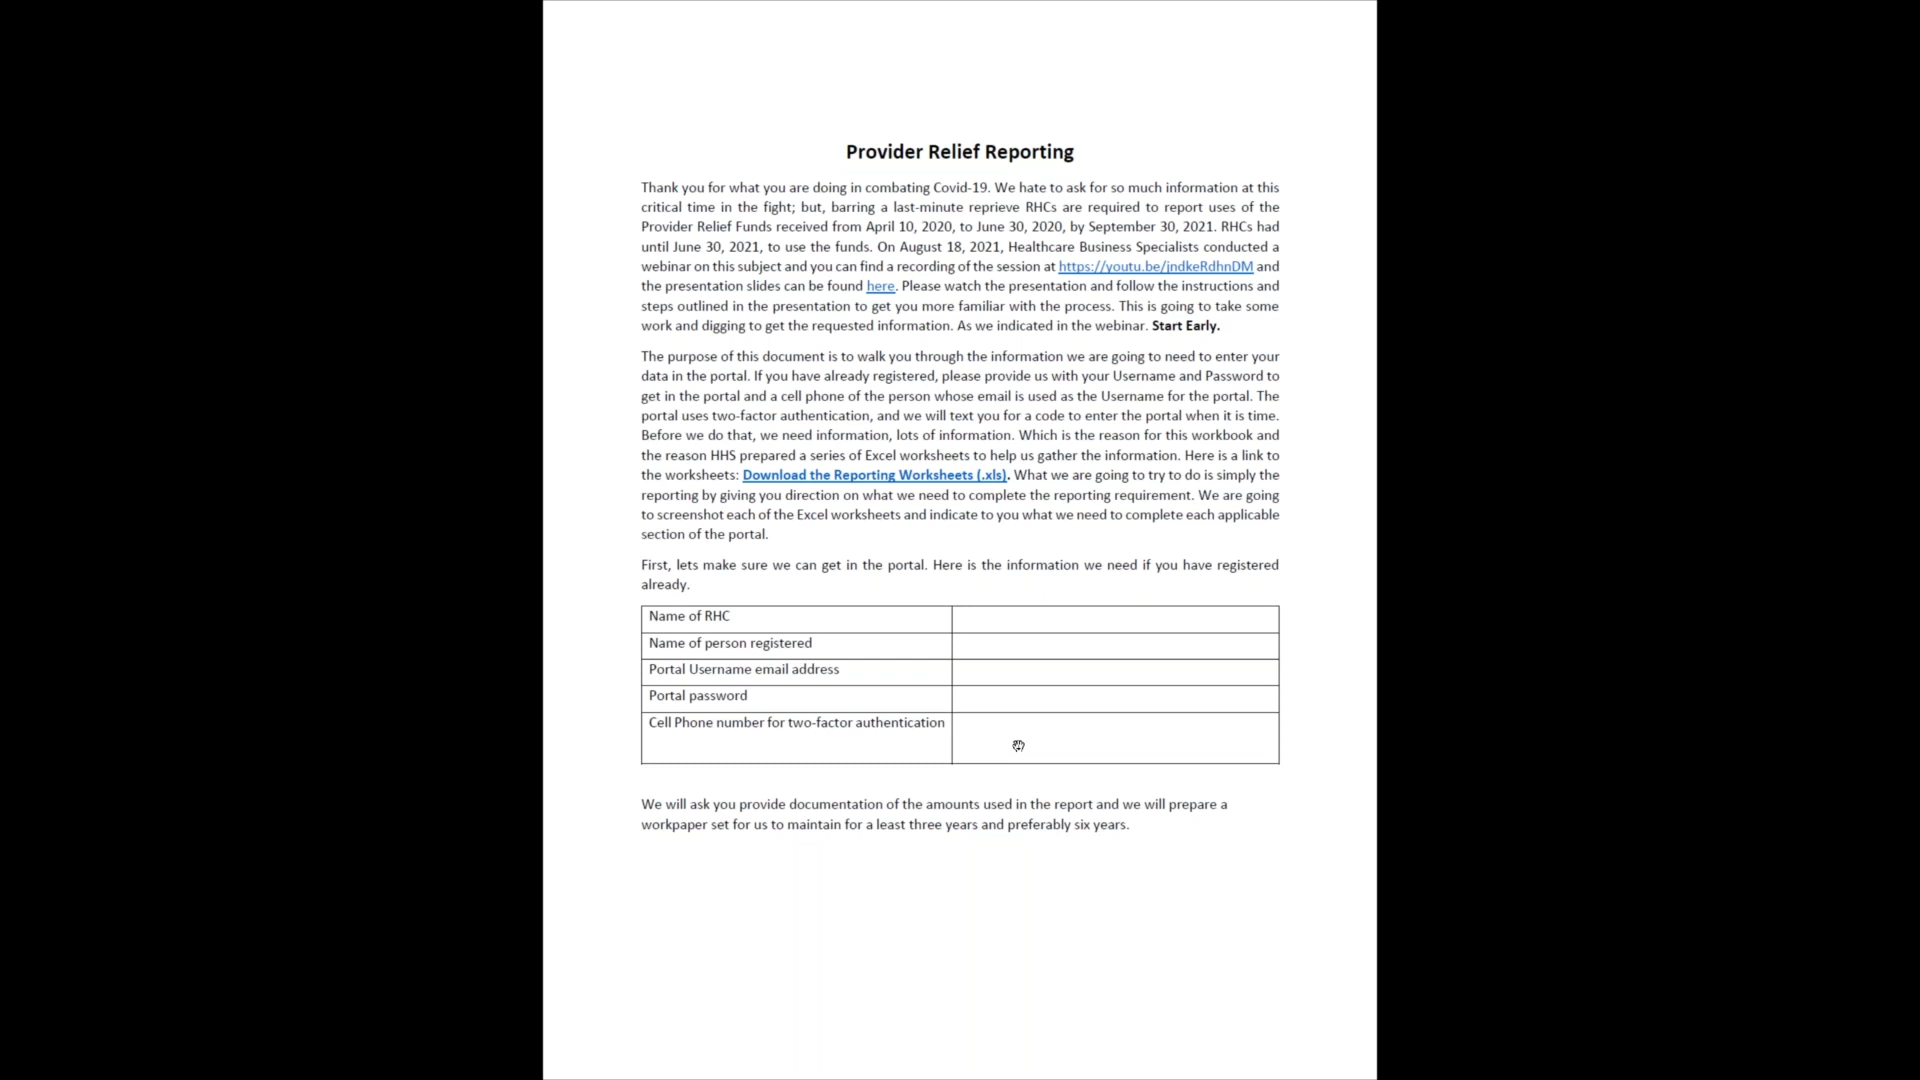 Provider Relief Reporting
Thank you for what you are doing in combating Covid-19. We hate to ask for so much information at this
critical time in the fight; but, barring a last-minute reprieve RHCs are required to report uses of the
Provider Relief Funds received from April 10, 2020, to June 30, 2020, by September 30, 2021. RHCs had
until June 30, 2021, to use the funds. On August 18, 2021, Healthcare Business Specialists conducted a
webinar on this subject and you can find a recording of the session at https://youtu.be/jndkeRdhnDM and
the presentation slides can be found here. Please watch the presentation and follow the instructions and
steps outlined in the presentation to get you more familiar with the process. This is going to take some
work and digging to get the requested information. As we indicated in the webinar. Start Early.
The purpose of this document is to walk you through the information we are going to need to enter your
data in the portal. If you have already registered, please provide us with your Username and Password to
get in the portal and a cell phone of the person whose email is used as the Username for the portal. The
portal uses two-factor authentication, and we will text you for a code to enter the portal when it is time.
Before we do that, we need information, lots of information. Which is the reason for this workbook and
the reason HHS prepared a series of Excel worksheets to help us gather the information. Here is a link to
the worksheets: Download the Reporting Worksheets (.xls). What we are going to try to do is simply the
reporting by giving you direction on what we need to complete the reporting requirement. We are going
to screenshot each of the Excel worksheets and indicate to you what we need to complete each applicable
section of the portal.
First, lets make sure we can get in the portal. Here is the information we need if you have registered
already.
Name of RHC
Name of person registered
Portal Username email address
Portal password
Cell Phone number for two-factor authentication
We will ask you provide documentation of the amounts used in the report and we will prepare a
workpaper set for us to maintain for a least three years and preferably six years.